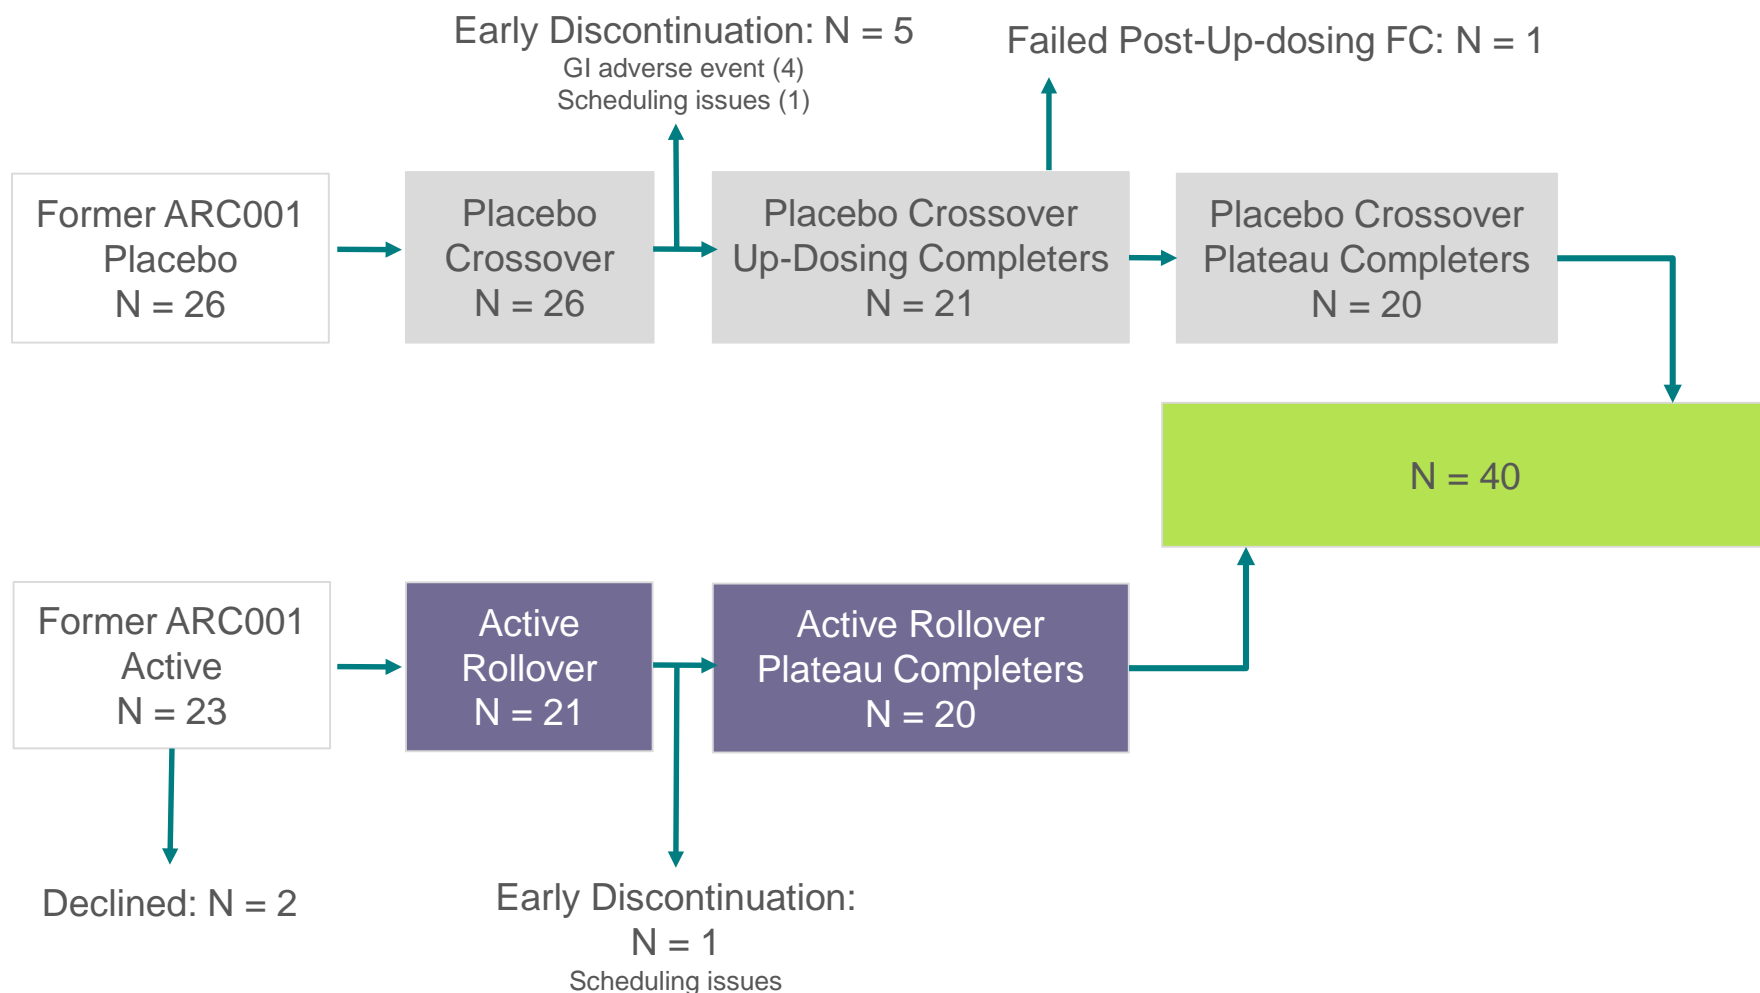 Early Discontinuation: N = 5
GI adverse event (4)
Scheduling issues (1)
Failed Post-Up-dosing FC: N = 1
Former ARC001
Placebo
N = 26
Placebo
Crossover
N = 26
Placebo Crossover
Up-Dosing Completers
N = 21
Placebo Crossover
Plateau Completers
N = 20
N = 40
Former ARC001
Active
N = 23
Active
Rollover
N = 21
Active Rollover
Plateau Completers
N = 20
Declined: N = 2
Early Discontinuation:
N = 1
Scheduling issues